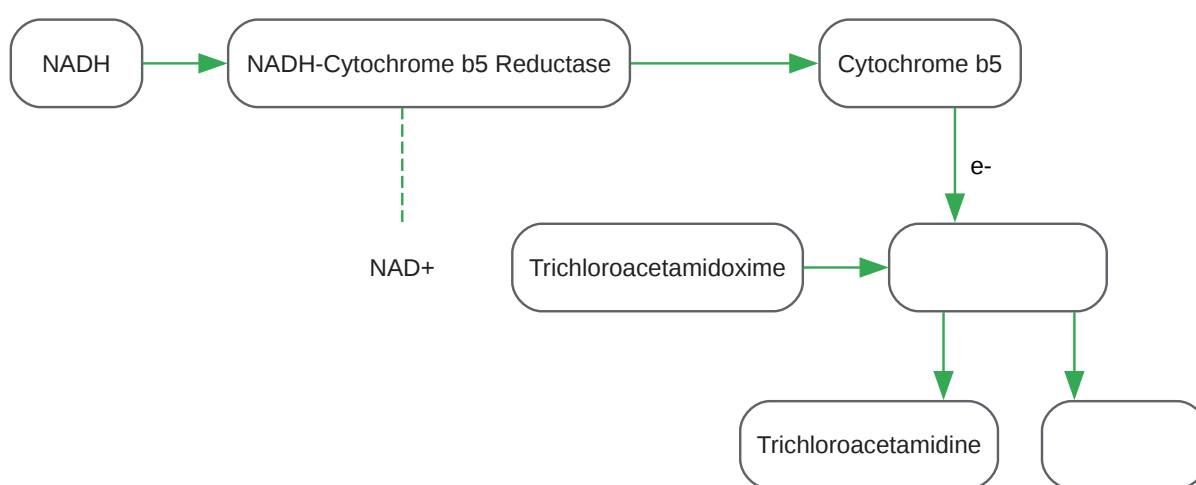 NADH
NADH-Cytochrome b5 Reductase
Cytochrome b5
e-
NAD+
Trichloroacetamidoxime
Trichloroacetamidine